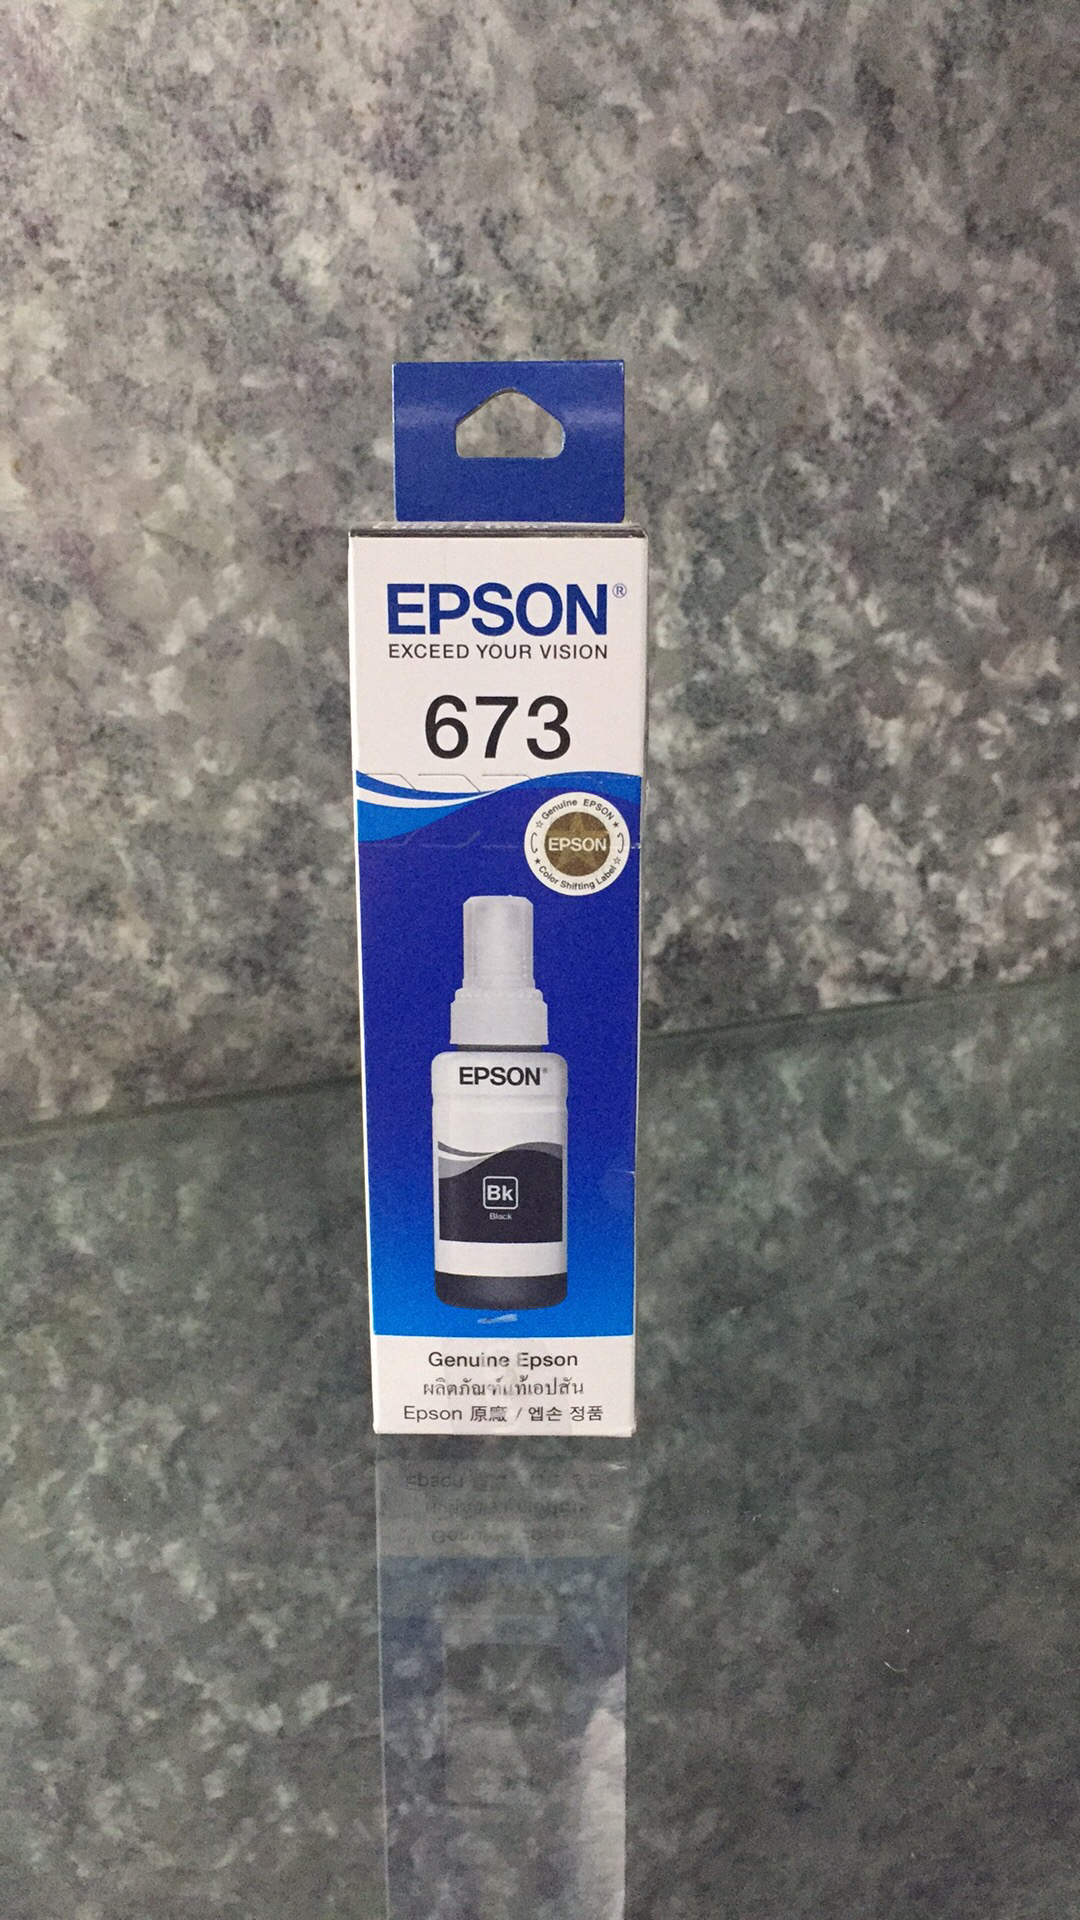 EPSON®
EXCEED YOUR VISION
673
☆ Genuine EPSON ★
EPSON
★ Color Shifting Label ☆
EPSON®
Bk
Black
Genuine Epson
ผลิตภัณฑ์แท้เอปสัน
Epson 原廠 / 엡손 정품